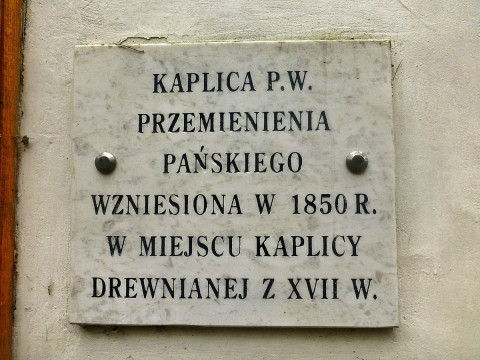 KAPLICA P.W.
PRZEMIENIENIA
PAŃSKIEGO
WZNIESIONA W 1850 R.
W MIEJSCU KAPLICY
DREWNIANEJ Z XVII W.